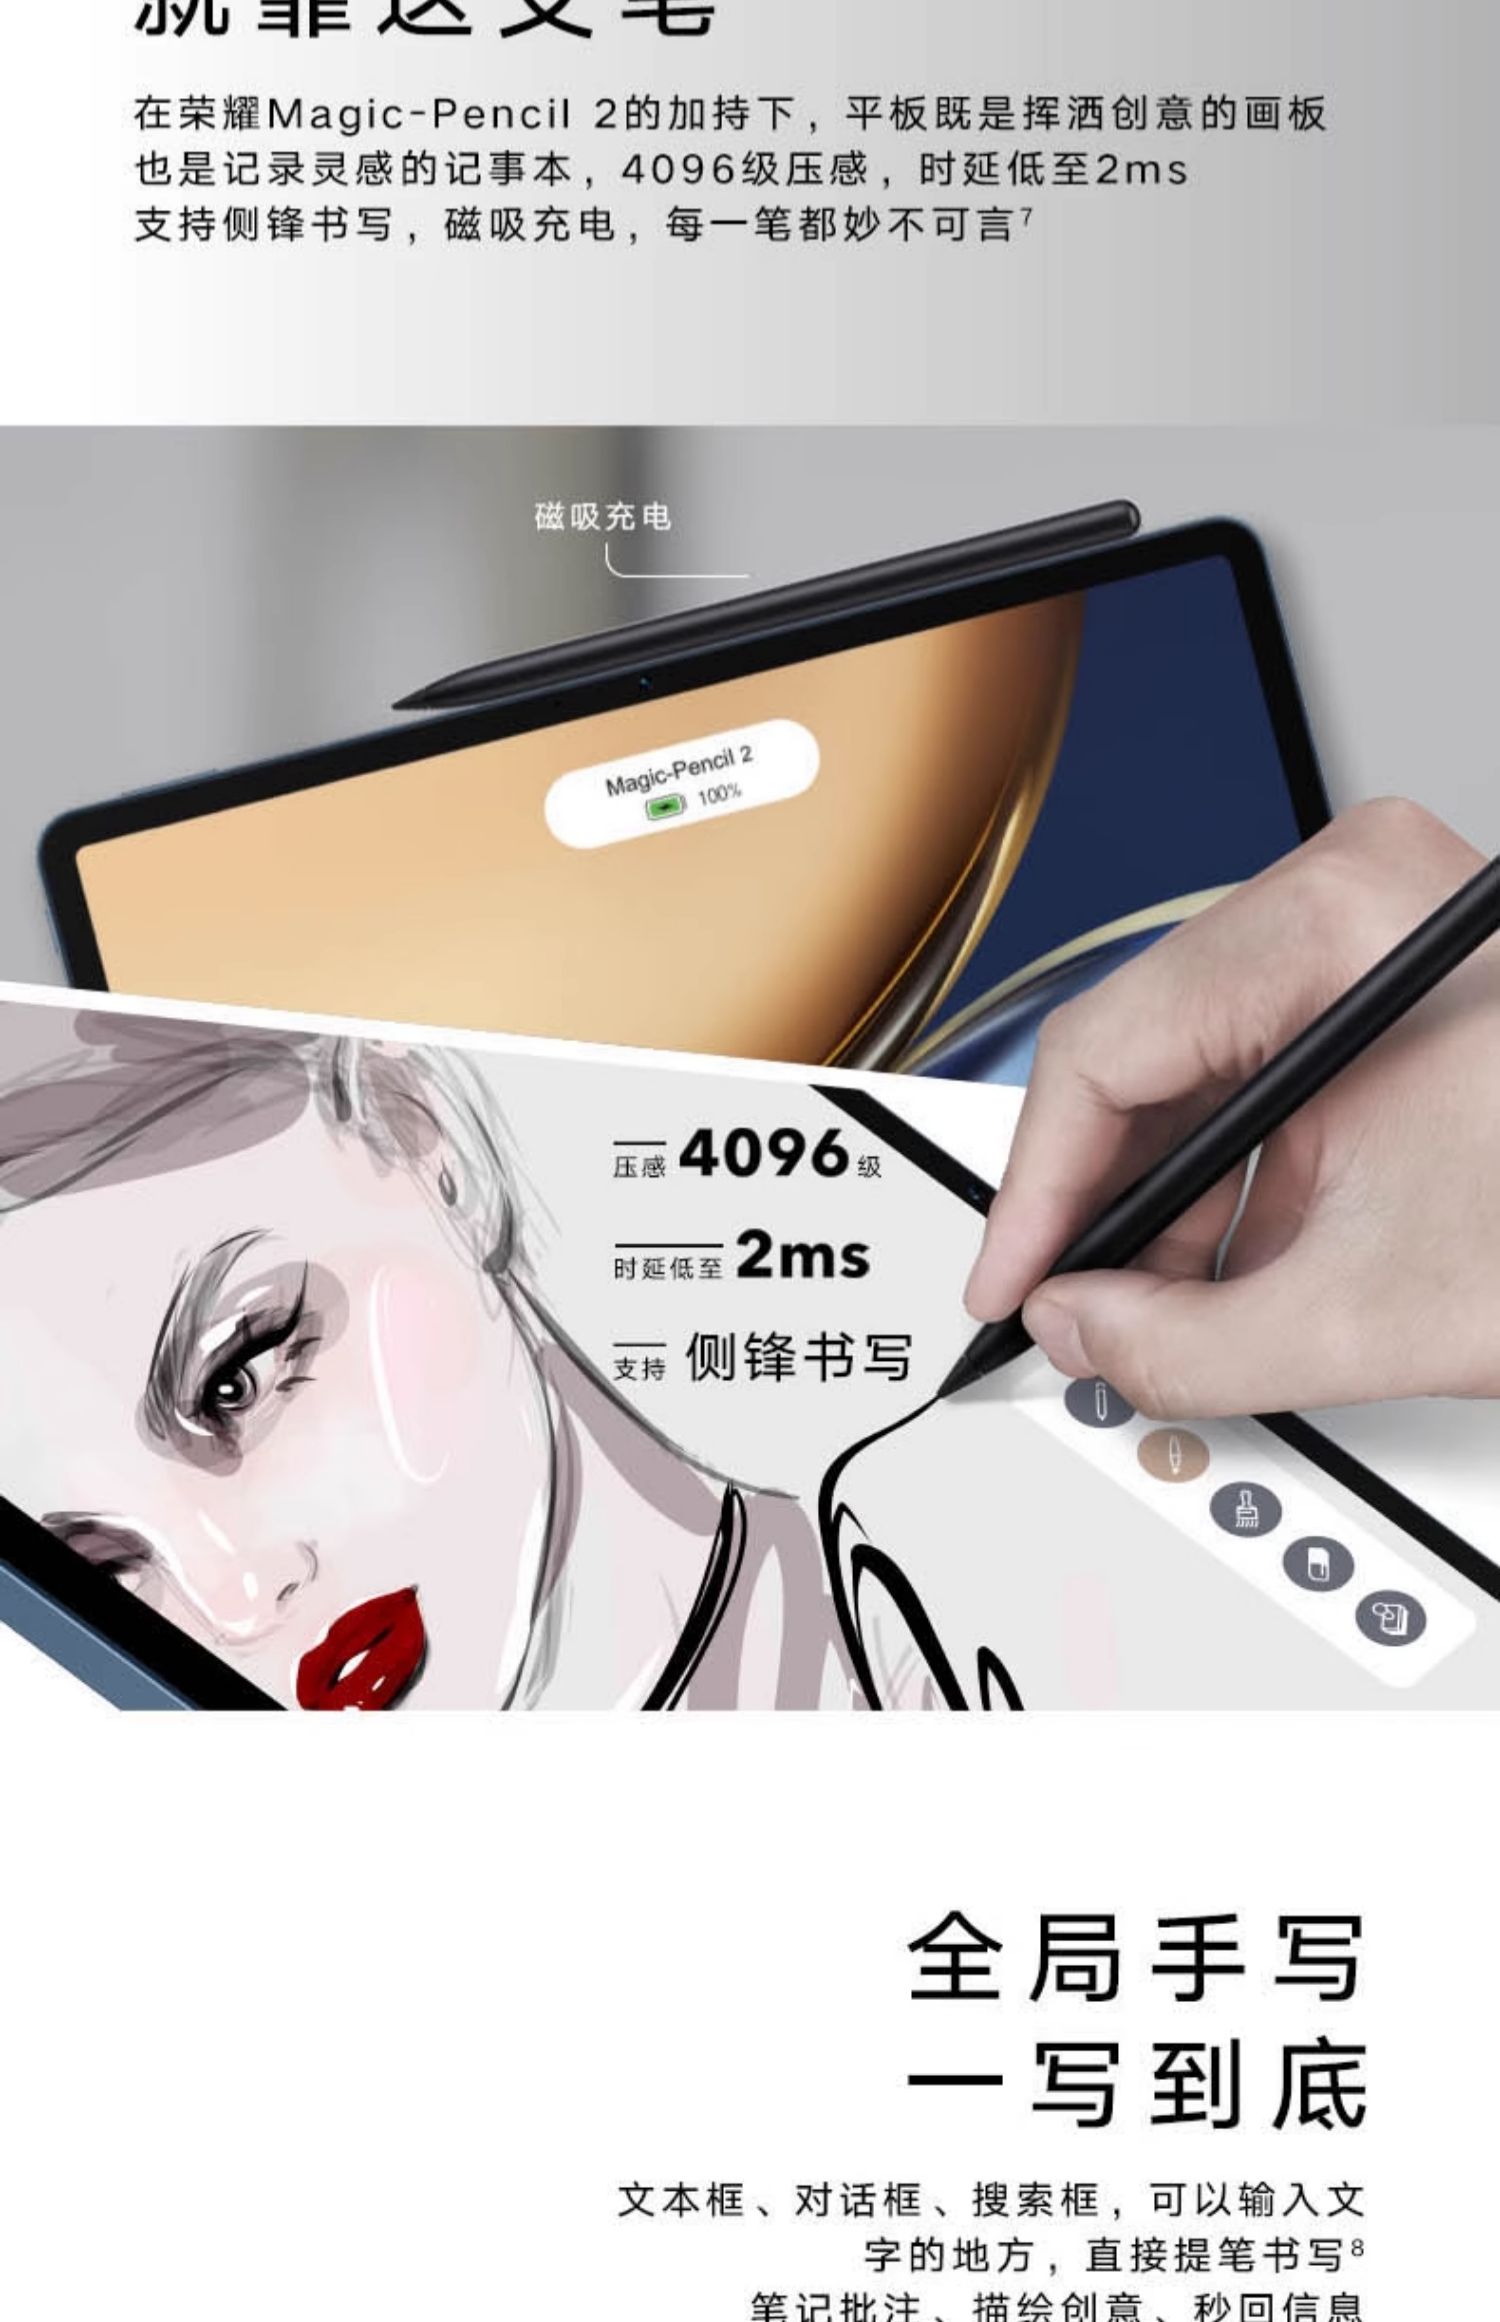 就靠这支笔
在荣耀Magic-Pencil 2的加持下，平板既是挥洒创意的画板
也是记录灵感的记事本，4096级压感，时延低至2ms
支持侧锋书写，磁吸充电，每一笔都妙不可言7
磁吸充电
Magic-Pencil 2
100%
压感 4096 级
时延低至 2ms
支持 侧锋书写
全局手写
一写到底
文本框、对话框、搜索框，可以输入文
字的地方，直接提笔书写8
笔记批注、描绘创意、秒回信息